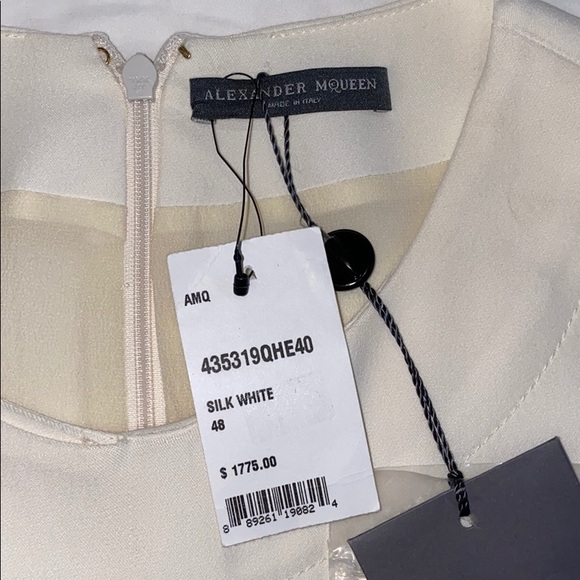 ALEXANDER MCQUEEN
MADE IN ITALY
AMQ
435319QHE40
SILK WHITE
48
$ 1775.00
8 89261 19082 4